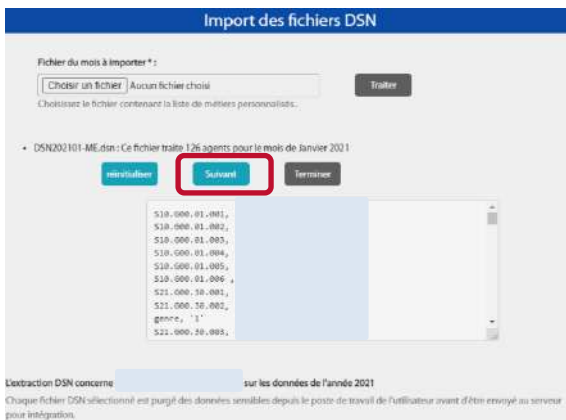 Import des fichiers DSN
Fichier du mois à importer * :
Choisir un fichier Aucun fichier choisi
Traiter
Choisissez le fichier contenant la liste de métiers personnalisés.
• DSN202101-ME.dsn : Ce fichier traite 126 agents pour le mois de Janvier 2021
réinitialiser Suivant Terminer
S10.G00.01.001,
S10.G00.01.002,
S10.G00.01.003,
S10.G00.01.004,
S10.G00.01.005,
S10.G00.01.006 ,
S21.G00.30.001,
S21.G00.30.002,
genre, '1'
S21.G00.30.003,
L'extraction DSN concerne sur les données de l'année 2021
Chaque fichier DSN sélectionné est purgé des données sensibles depuis le poste de travail de l'utilisateur avant d'être envoyé au serveur
pour intégration.